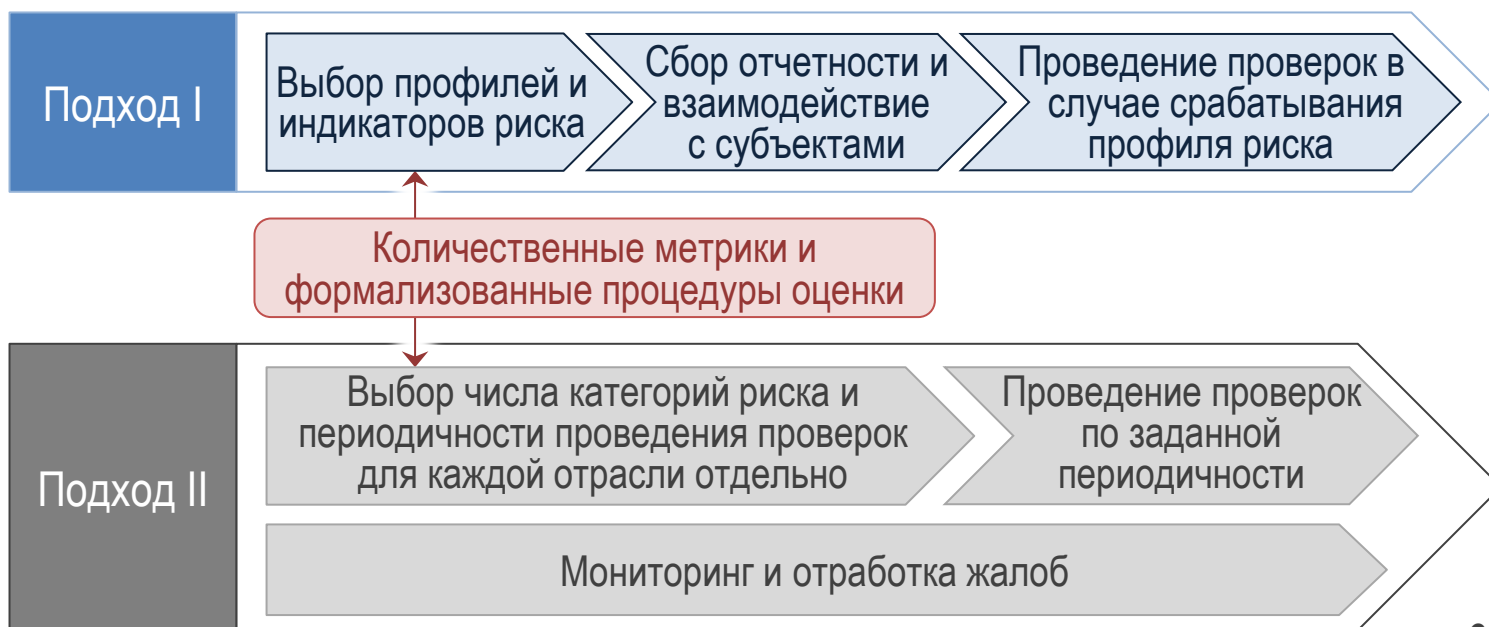 Подход I
Выбор профилей и
индикаторов риска
Сбор отчетности и
взаимодействие
с субъектами
Проведение проверок в
случае срабатывания
профиля риска
Количественные метрики и
формализованные процедуры оценки
Подход II
Выбор числа категорий риска и
периодичности проведения проверок
для каждой отрасли отдельно
Проведение проверок
по заданной
периодичности
Мониторинг и отработка жалоб